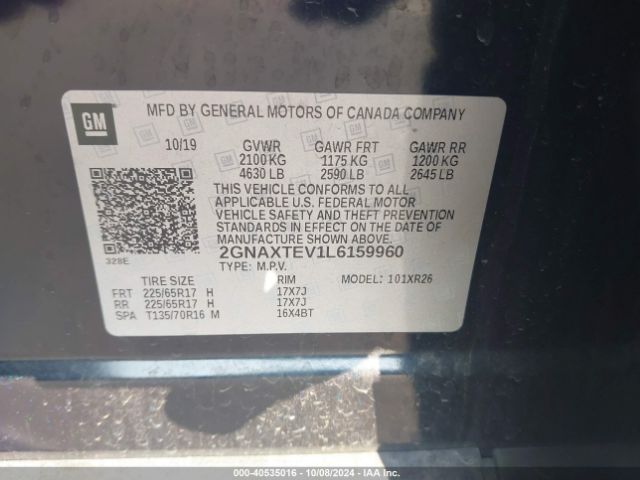 GM
MFD BY GENERAL MOTORS OF CANADA COMPANY
10/19 GVWR GAWR FRT GAWR RR
2100 KG 1175 KG 1200 KG
4630 LB 2590 LB 2645 LB
THIS VEHICLE CONFORMS TO ALL
APPLICABLE U.S. FEDERAL MOTOR
VEHICLE SAFETY AND THEFT PREVENTION
STANDARDS IN EFFECT ON THE DATE OF
MANUFACTURE SHOWN ABOVE.
2GNAXTEV1L6159960
328E
TYPE: M.P.V.
TIRE SIZE RIM MODEL: 101XR26
FRT 225/65R17 H 17X7J
RR 225/65R17 H 17X7J
SPA T135/70R16 M 16X4BT
000-40535016 - 10/08/2024 - IAA Inc.